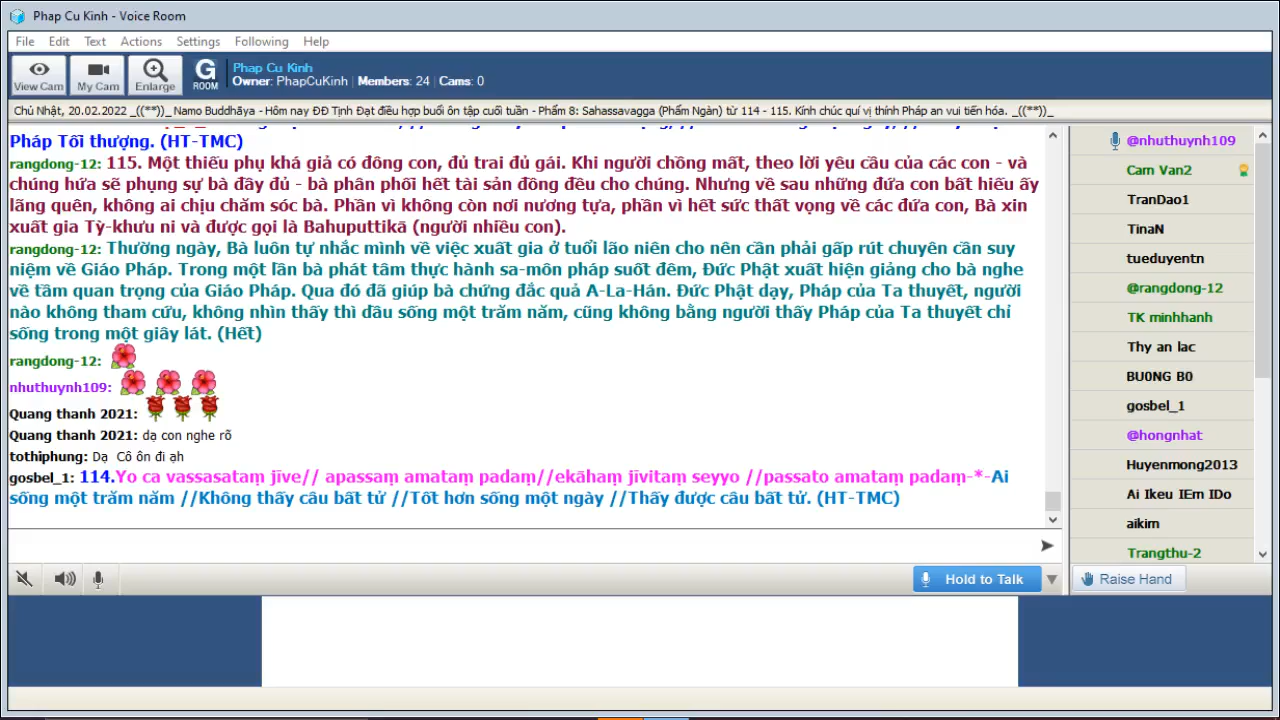 Phap Cu Kinh - Voice Room
File Edit Text Actions Settings Following Help
View Cam My Cam Enlarge G ROOM
Phap Cu Kinh
Owner: PhapCuKinh | Members: 24 | Cams: 0
Chủ Nhật, 20.02.2022 _((**))_ Namo Buddhāya - Hôm nay ĐĐ Tịnh Đạt điều hợp buổi ôn tập cuối tuần - Phẩm 8: Sahassavagga (Phẩm Ngàn) từ 114 - 115. Kính chúc quí vị thính Pháp an vui tiến hóa. _((**))_
Pháp Tối thượng. (HT-TMC)
rangdong-12: 115. Một thiếu phụ khá giả có đông con, đủ trai đủ gái. Khi người chồng mất, theo lời yêu cầu của các con - và
chúng hứa sẽ phụng sự bà đầy đủ - bà phân phối hết tài sản đồng đều cho chúng. Nhưng về sau những đứa con bất hiếu ấy
lãng quên, không ai chịu chăm sóc bà. Phần vì không còn nơi nương tựa, phần vì hết sức thất vọng về các đứa con, Bà xin
xuất gia Tỳ-khưu ni và được gọi là Bahuputtikā (người nhiều con).
rangdong-12: Thường ngày, Bà luôn tự nhắc mình về việc xuất gia ở tuổi lão niên cho nên cần phải gấp rút chuyên cần suy
niệm về Giáo Pháp. Trong một lần bà phát tâm thực hành sa-môn pháp suốt đêm, Đức Phật xuất hiện giảng cho bà nghe
về tầm quan trọng của Giáo Pháp. Qua đó đã giúp bà chứng đắc quả A-La-Hán. Đức Phật dạy, Pháp của Ta thuyết, người
nào không tham cứu, không nhìn thấy thì dầu sống một trăm năm, cũng không bằng người thấy Pháp của Ta thuyết chỉ
sống trong một giây lát. (Hết)
rangdong-12:
nhuthuynh109:
Quang thanh 2021:
Quang thanh 2021: dạ con nghe rõ
tothiphung: Dạ Cô ôn đi ạh
gosbel_1: 114.Yo ca vassasataṃ jīve// apassaṃ amataṃ padaṃ//ekāhaṃ jīvitaṃ seyyo //passato amataṃ padaṃ-*-Ai
sống một trăm năm //Không thấy câu bất tử //Tốt hơn sống một ngày //Thấy được câu bất tử. (HT-TMC)
Hold to Talk
@nhuthuynh109
Cam Van2
TranDao1
TinaN
tueduyentn
@rangdong-12
TK minhhanh
Thy an lac
BU0NG B0
gosbel_1
@hongnhat
Huyenmong2013
Ai Ikeu IEm IDo
aikim
Trangthu-2
Raise Hand